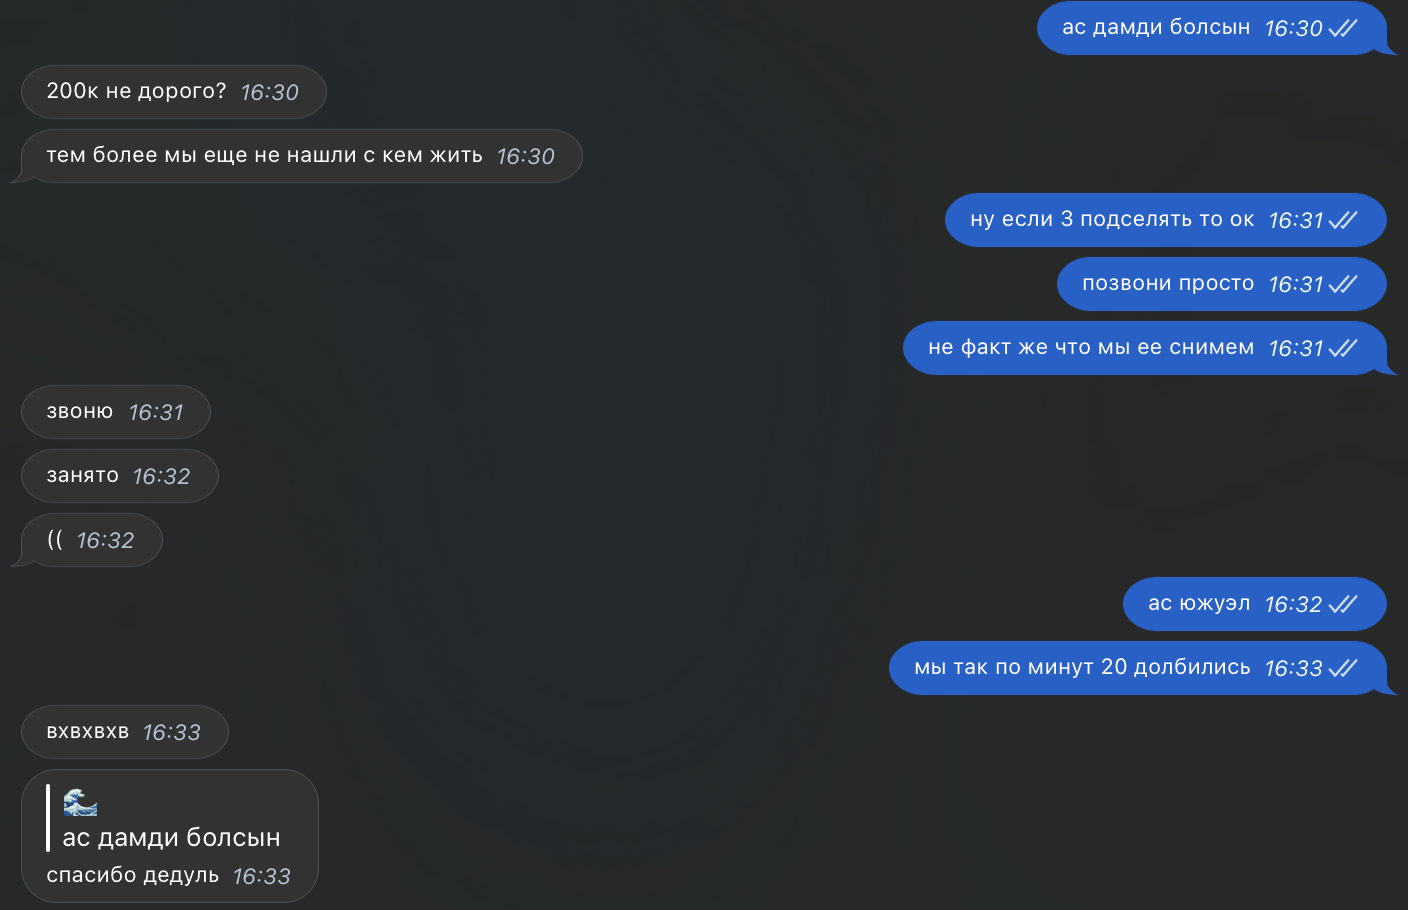 ас дамди болсын 16:30
200к не дорого? 16:30
тем более мы еще не нашли с кем жить 16:30
ну если 3 подселять то ок 16:31
позвони просто 16:31
не факт же что мы ее снимем 16:31
звоню 16:31
занято 16:32
(( 16:32
ас южуэл 16:32
мы так по минут 20 долбились 16:33
вхвхвхв 16:33
🌊
ас дамди болсын
спасибо дедуль 16:33